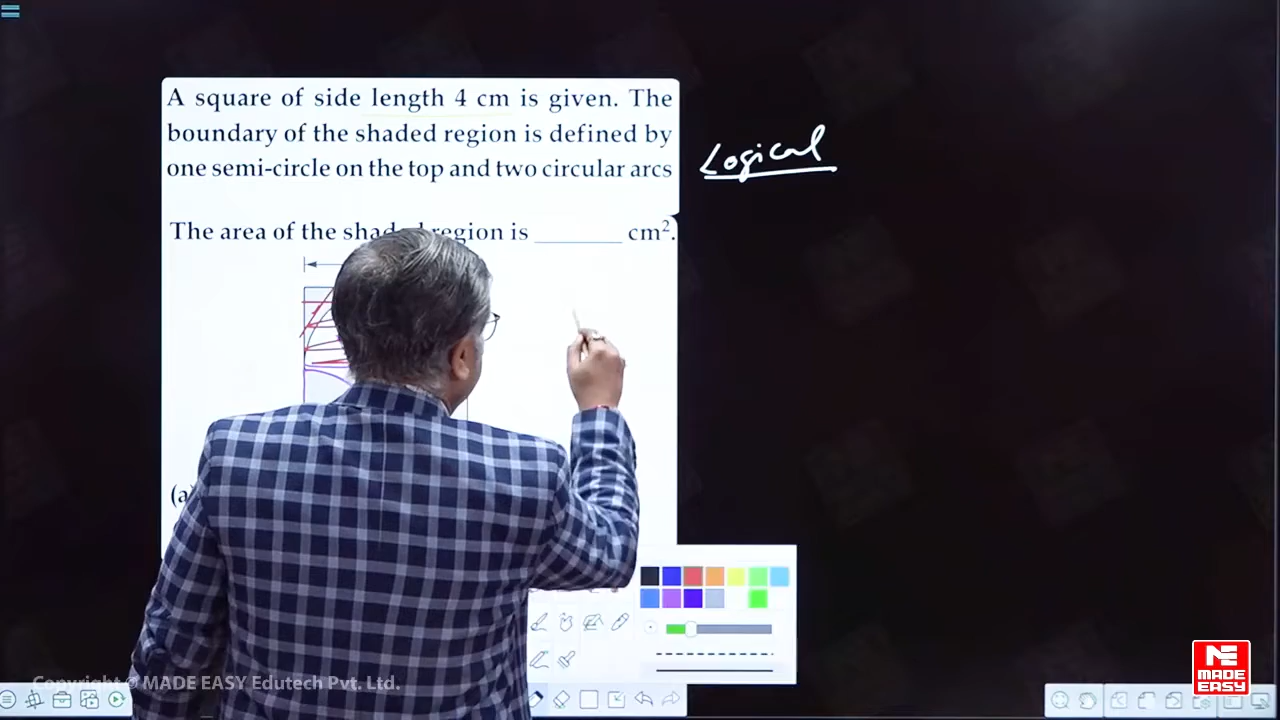 A square of side length 4 cm is given. The
boundary of the shaded region is defined by
one semi-circle on the top and two circular arcs
Logical
The area of the region is ________ cm².
(a)
Copyright © MADE EASY Edutech Pvt. Ltd.
ME
MADE
EASY